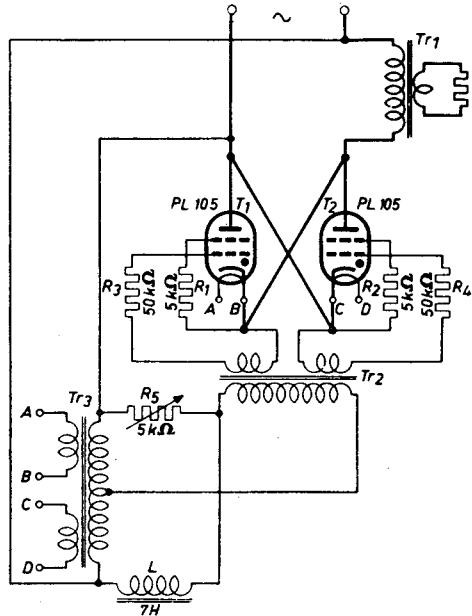 ~
Tr1
PL 105 T1 T2 PL 105
R3 50kΩ 5kΩ R1 A B C D R2 5kΩ 50kΩ R4
Tr2
Tr3
R5
5kΩ
A
B
C
D
L
7H